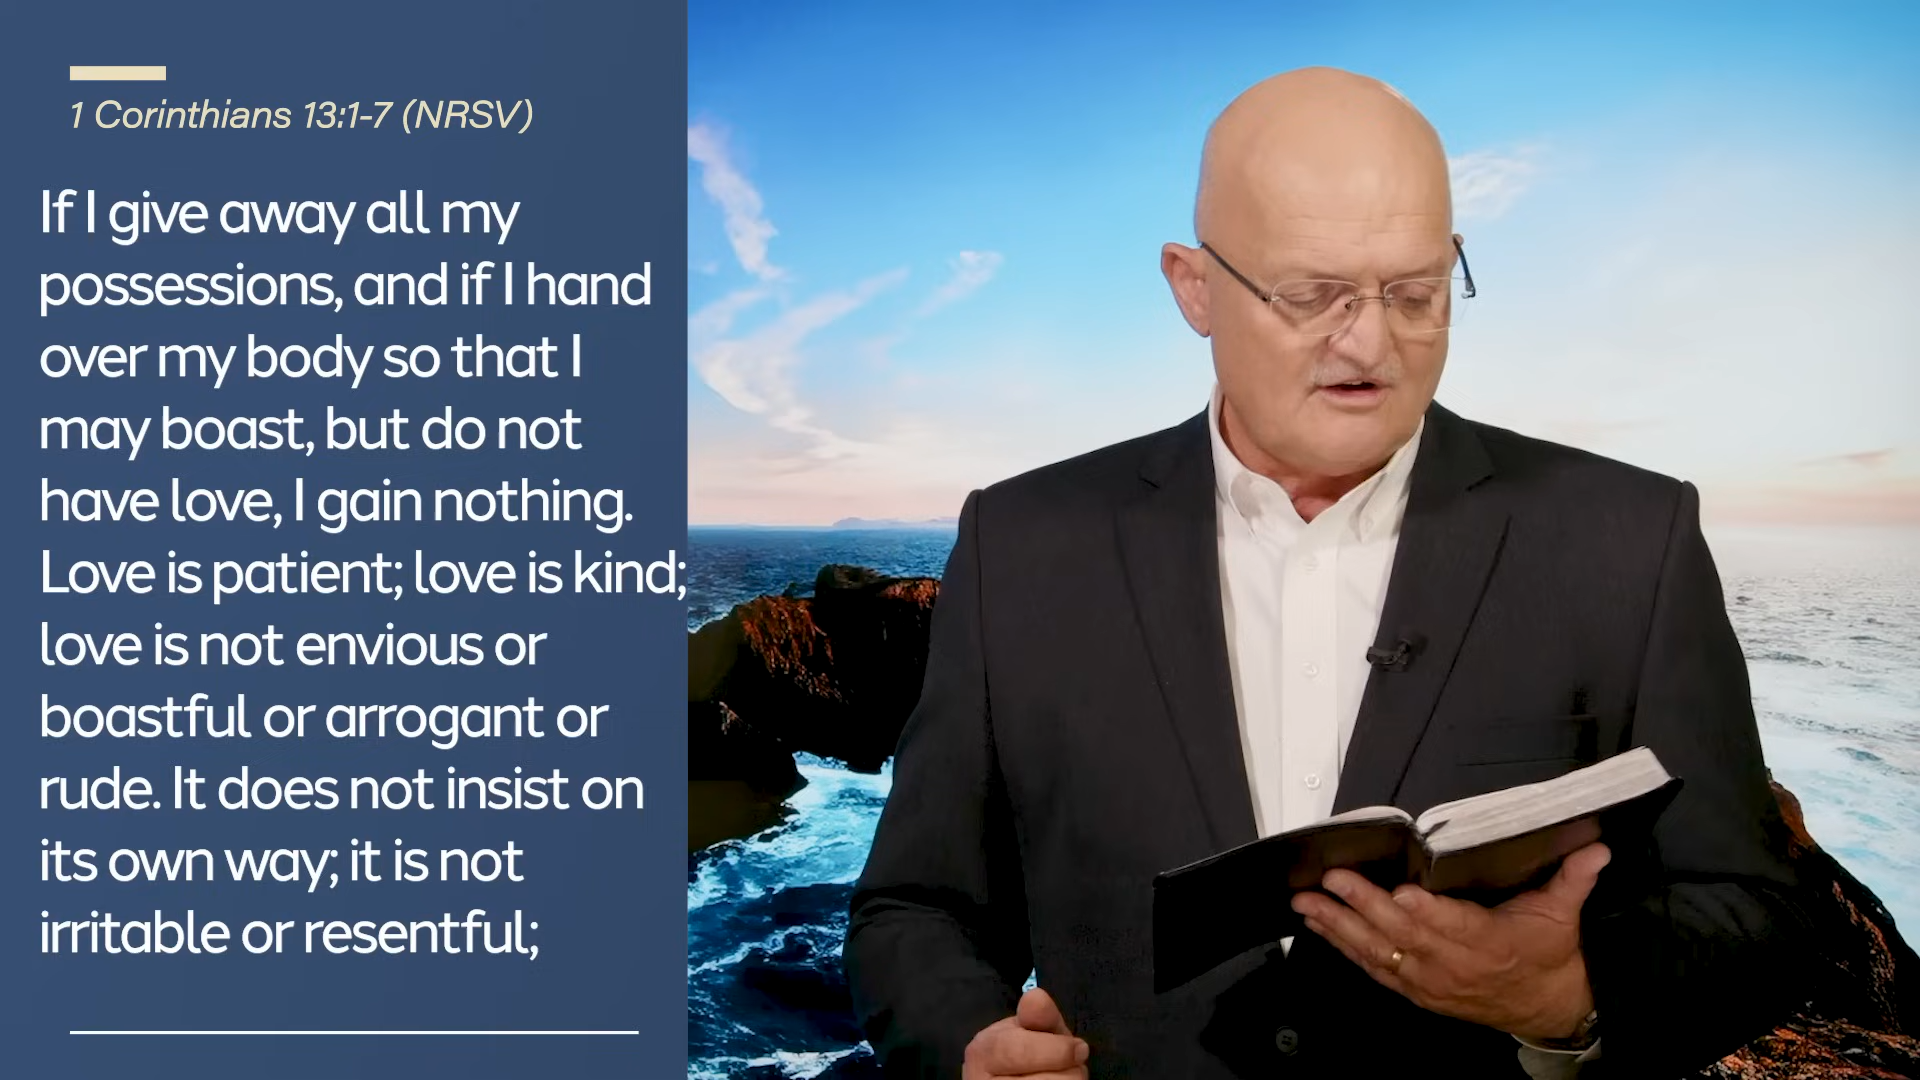 1 Corinthians 13:1-7 (NRSV)
If I give away all my
possessions, and if I hand
over my body so that I
may boast, but do not
have love, I gain nothing.
Love is patient; love is kind;
love is not envious or
boastful or arrogant or
rude. It does not insist on
its own way; it is not
irritable or resentful;